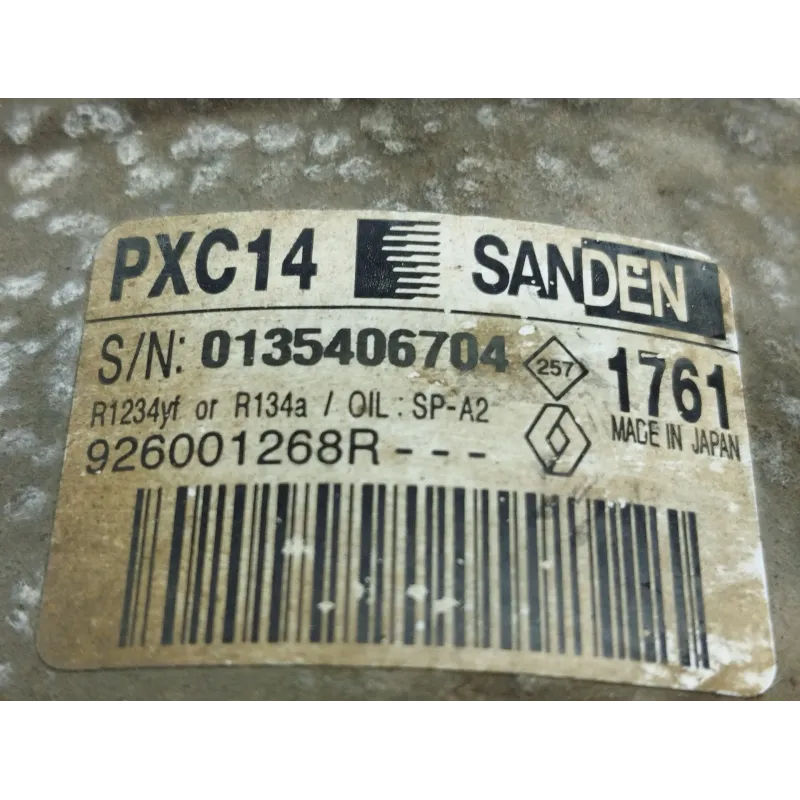 PXC14 SANDEN
S/N: 0135406704 257 1761
R1234yf or R134a / OIL : SP-A2 MADE IN JAPAN
926001268R - - -